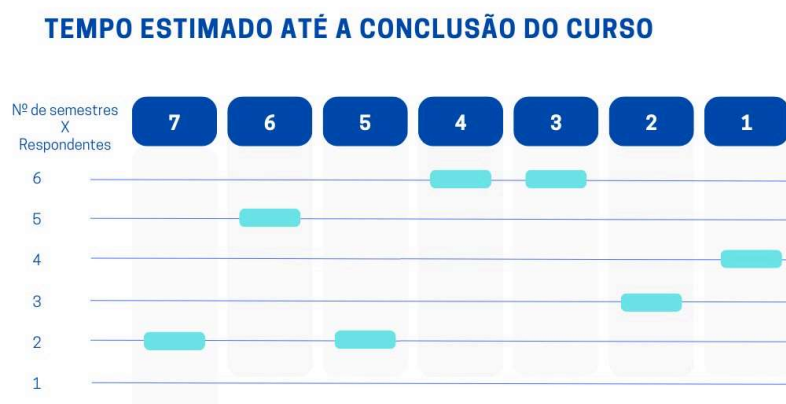 TEMPO ESTIMADO ATÉ A CONCLUSÃO DO CURSO
Nº de semestres
X
Respondentes
7 6 5 4 3 2 1
6
5
4
3
2
1